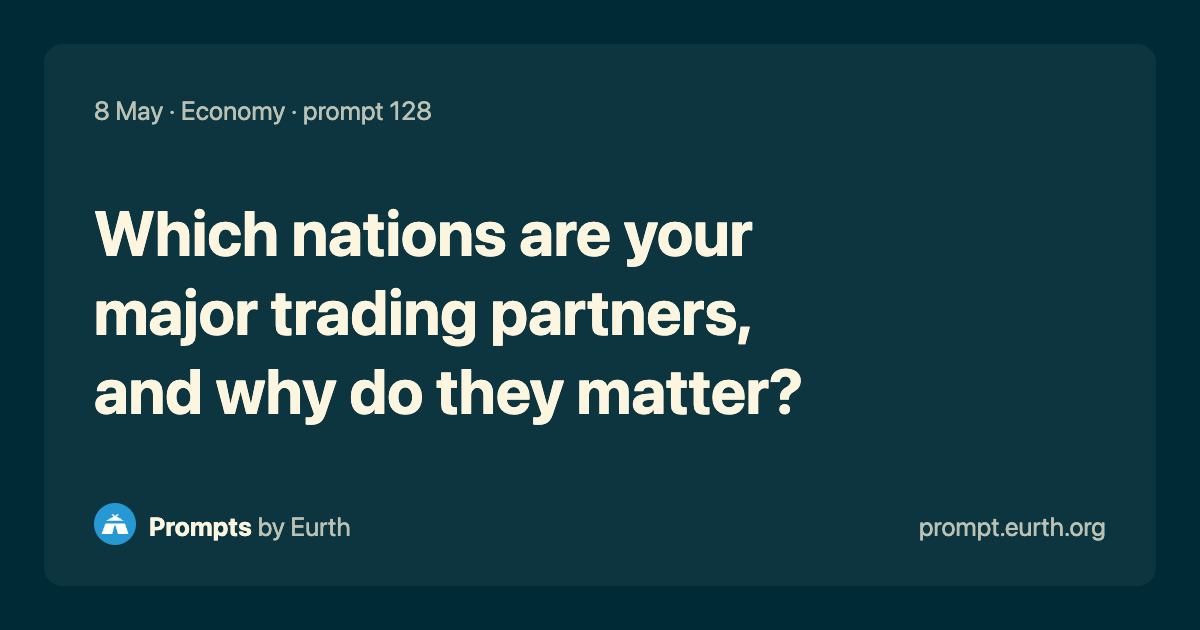 8 May · Economy · prompt 128
Which nations are your
major trading partners,
and why do they matter?
Prompts by Eurth
prompt.eurth.org